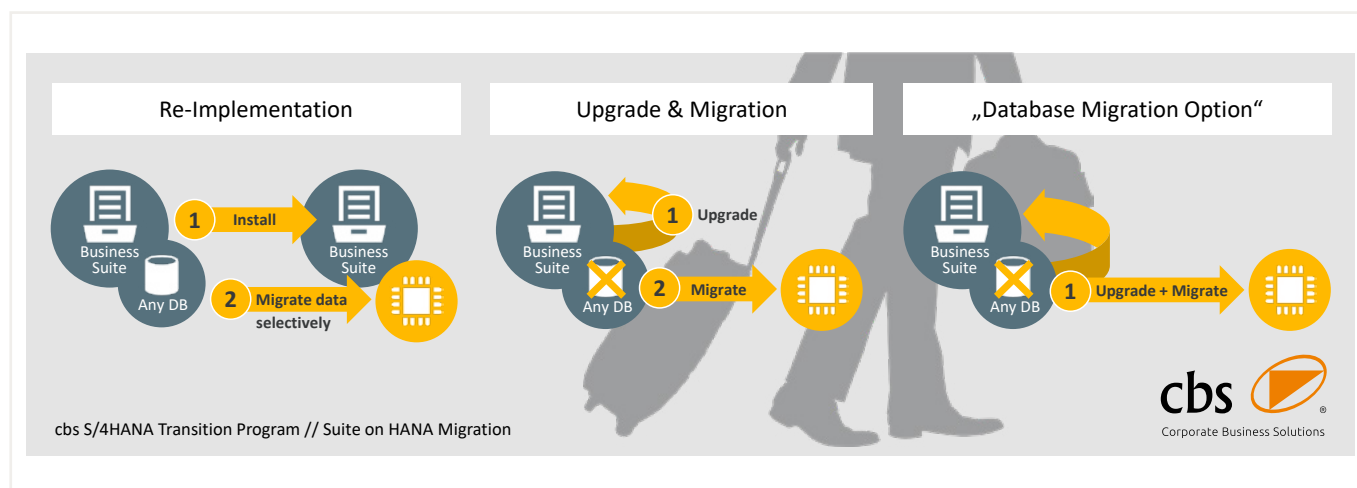 Re-Implementation
Business
Suite
Any DB
1
Install
2
Migrate data
selectively
Business
Suite
Upgrade & Migration
Business
Suite
Any DB
1
Upgrade
2
Migrate
„Database Migration Option“
Business
Suite
Any DB
1
Upgrade + Migrate
cbs S/4HANA Transition Program // Suite on HANA Migration
cbs ®
Corporate Business Solutions